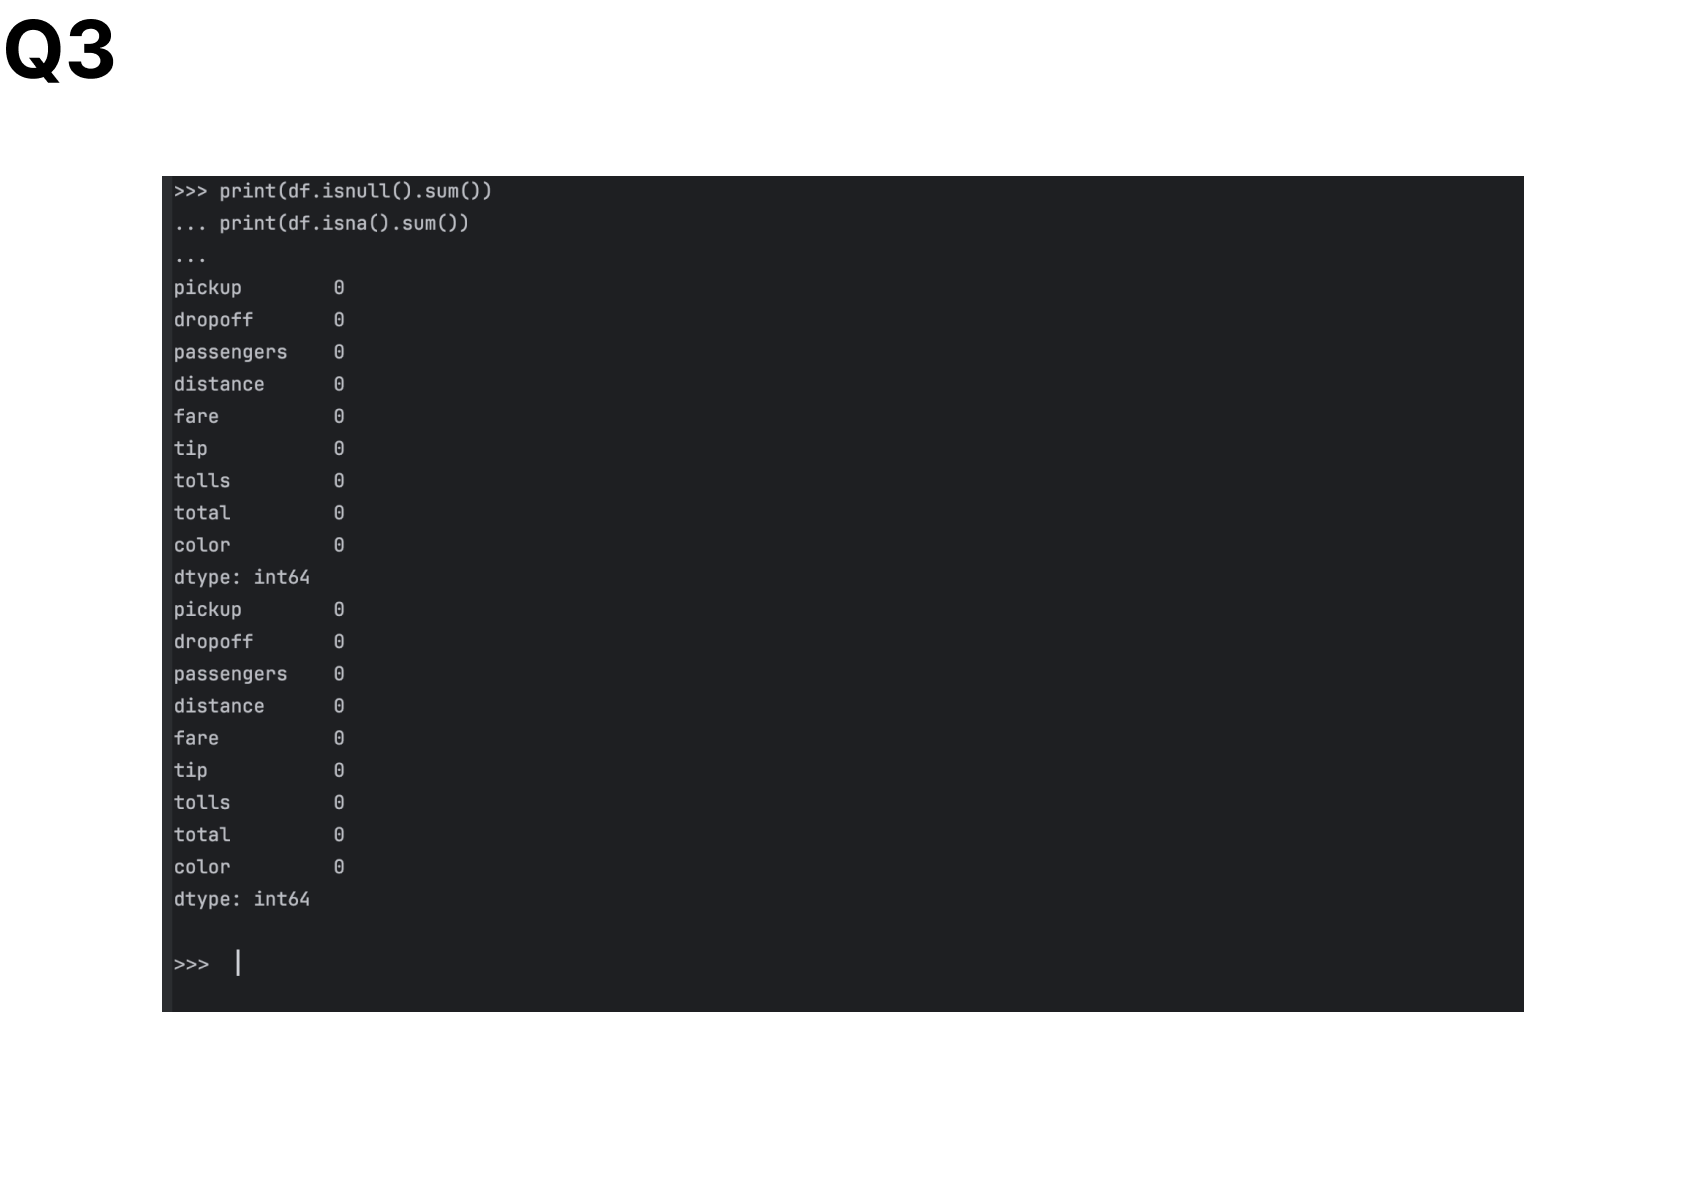 Q3
>>> print(df.isnull().sum())
... print(df.isna().sum())
...
pickup 0
dropoff 0
passengers 0
distance 0
fare 0
tip 0
tolls 0
total 0
color 0
dtype: int64
pickup 0
dropoff 0
passengers 0
distance 0
fare 0
tip 0
tolls 0
total 0
color 0
dtype: int64
>>>